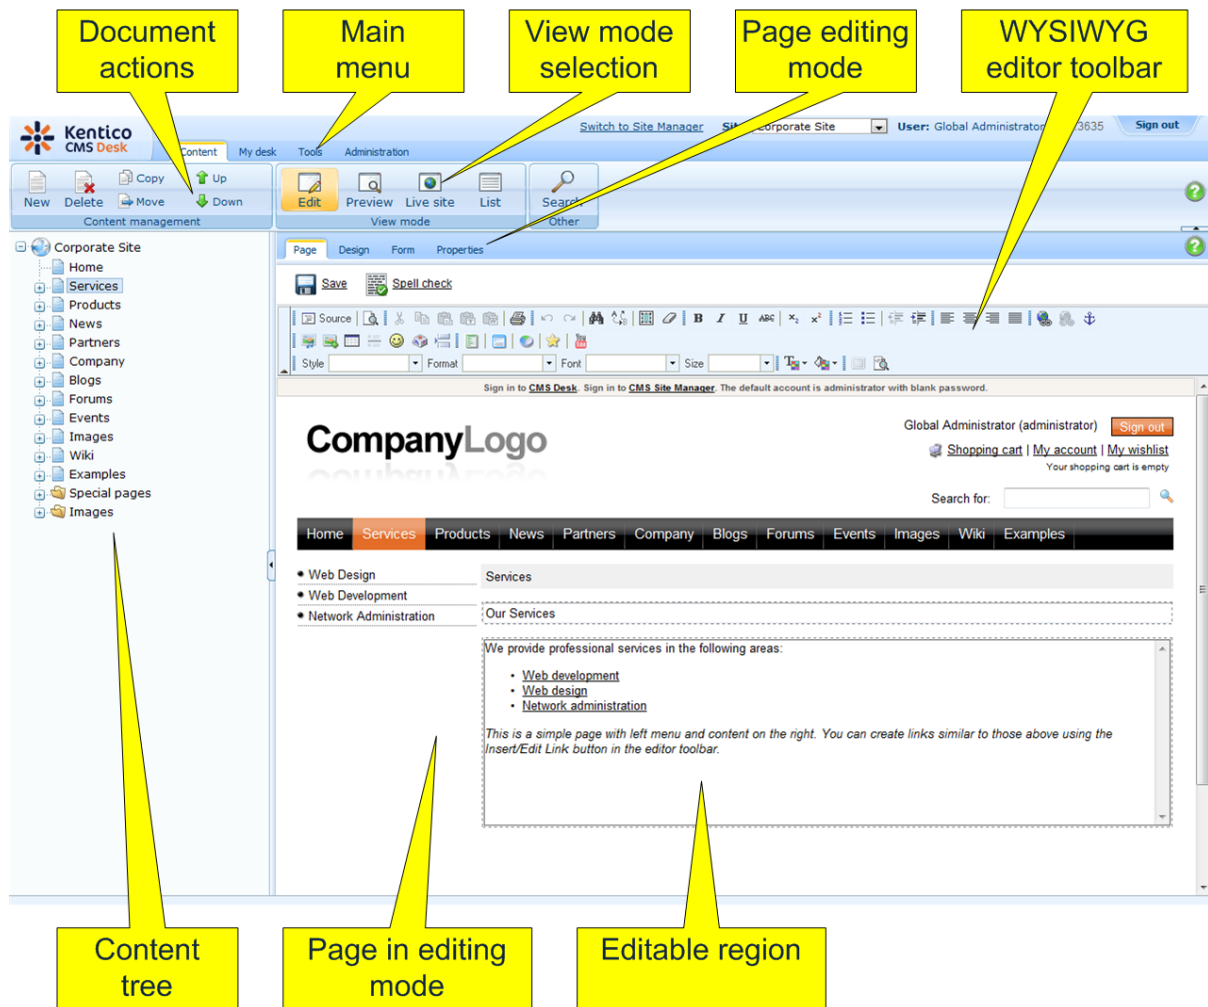 Document
actions
Main
menu
View mode
selection
Page editing
mode
WYSIWYG
editor toolbar
Kentico
CMS Desk
Switch to Site Manager
Corporate Site
User: Global Administrator
3635
Sign out
Content
My desk
Tools
Administration
New
Delete
Copy
Move
Up
Down
Content management
Edit
Preview
Live site
List
View mode
Search
Other
Corporate Site
Home
Services
Products
News
Partners
Company
Blogs
Forums
Events
Images
Wiki
Examples
Special pages
Images
Page
Design
Form
Properties
Save
Spell check
Source
B I U ABC x₂ x²
Style
Format
Font
Size
Sign in to CMS Desk. Sign in to CMS Site Manager. The default account is administrator with blank password.
CompanyLogo
Global Administrator (administrator)
Sign out
Shopping cart | My account | My wishlist
Your shopping cart is empty
Search for:
Home Services Products News Partners Company Blogs Forums Events Images Wiki Examples
Web Design
Web Development
Network Administration
Services
Our Services
We provide professional services in the following areas:
• Web development
• Web design
• Network administration
This is a simple page with left menu and content on the right. You can create links similar to those above using the
Insert/Edit Link button in the editor toolbar.
Content
tree
Page in editing
mode
Editable region